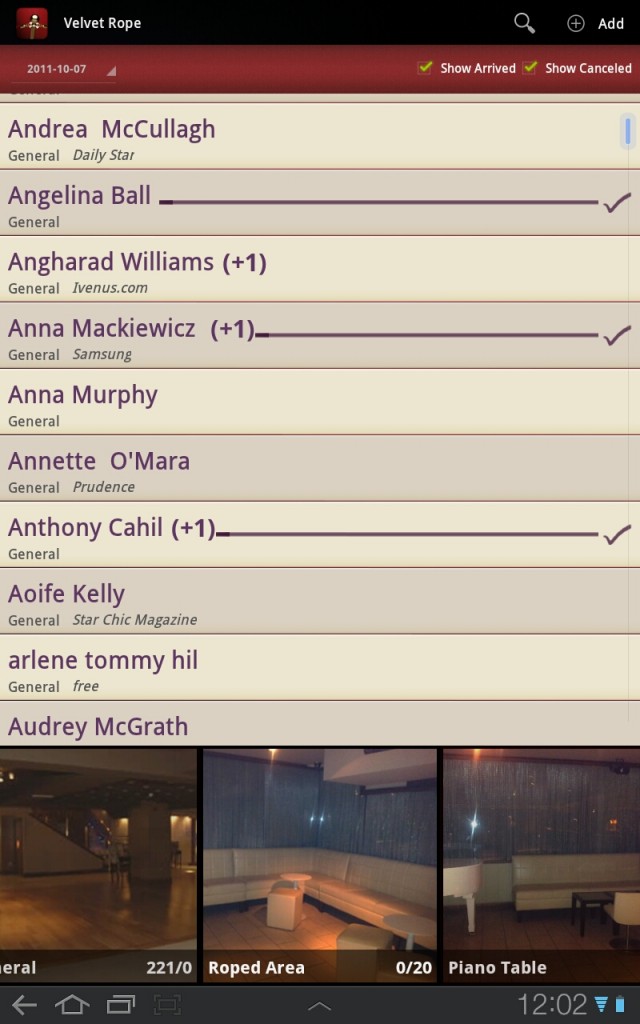 Velvet Rope
Add
2011-10-07
Show Arrived
Show Canceled
Andrea McCullagh
General Daily Star
Angelina Ball
General
Angharad Williams (+1)
General Ivenus.com
Anna Mackiewicz (+1)
General Samsung
Anna Murphy
General
Annette O'Mara
General Prudence
Anthony Cahil (+1)
General
Aoife Kelly
General Star Chic Magazine
arlene tommy hil
General free
Audrey McGrath
eral 221/0
Roped Area 0/20
Piano Table
12:02